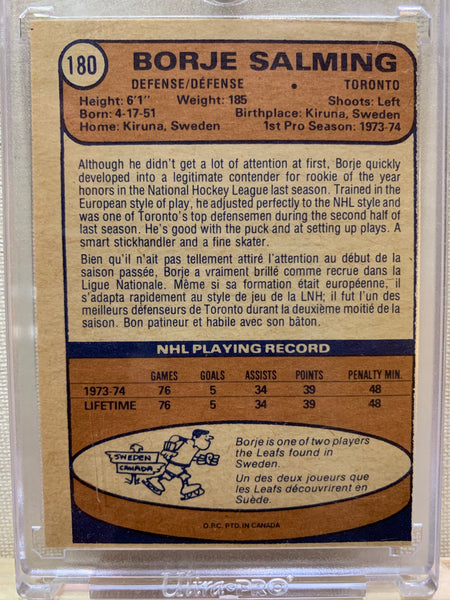 180
BORJE SALMING
DEFENSE/DÉFENSE • TORONTO
Height: 6'1" Weight: 185 Shoots: Left
Born: 4-17-51 Birthplace: Kiruna, Sweden
Home: Kiruna, Sweden 1st Pro Season: 1973-74
Although he didn't get a lot of attention at first, Borje quickly
developed into a legitimate contender for rookie of the year
honors in the National Hockey League last season. Trained in the
European style of play, he adjusted perfectly to the NHL style and
was one of Toronto's top defensemen during the second half of
last season. He's good with the puck and at setting up plays. A
smart stickhandler and a fine skater.
Bien qu'il n'ait pas tellement attiré l'attention au début de la
saison passée, Borje a vraiment brillé comme recrue dans la
Ligue Nationale. Même si sa formation était européenne, il
s'adapta rapidement au style de jeu de la LNH; il fut l'un des
meilleurs défenseurs de Toronto durant la deuxième moitié de la
saison. Bon patineur et habile avec son bâton.
NHL PLAYING RECORD
GAMES GOALS ASSISTS POINTS PENALTY MIN.
1973-74 76 5 34 39 48
LIFETIME 76 5 34 39 48
SWEDEN
CANADA
Borje is one of two players
the Leafs found in
Sweden.
Un des deux joueurs que
les Leafs découvrirent en
Suède.
O.P.C. PTD. IN CANADA
Ultra·PRO